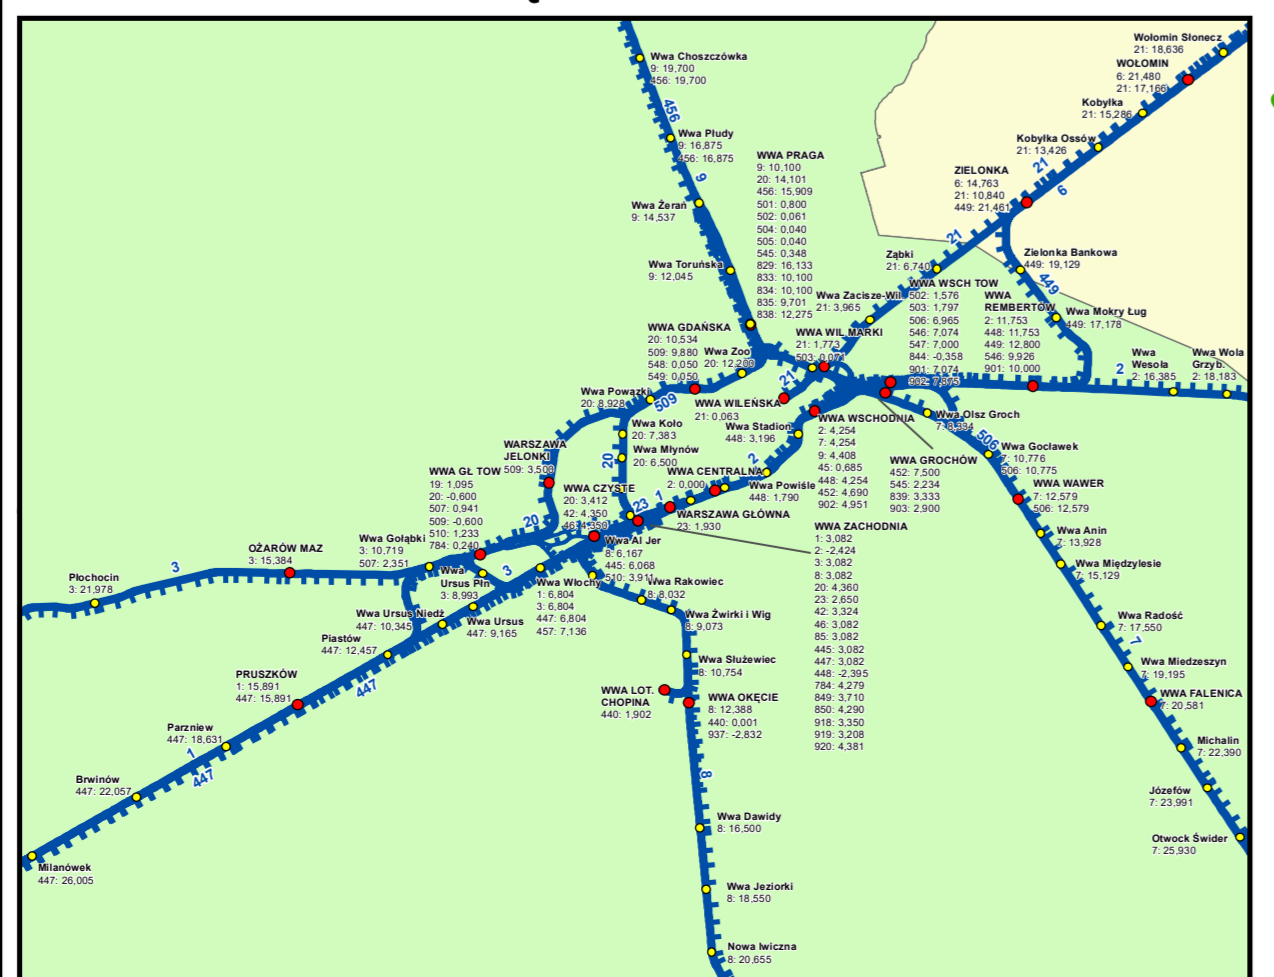 Wwa Choszczówka
9: 19,700
456: 19,700
456
Wwa Płudy
9: 16,875
456: 16,875
9
Wwa Żerań
9: 14,537
Wwa Toruńska
9: 12,045
WWA PRAGA
9: 10,100
20: 14,101
456: 15,909
501: 0,800
502: 0,061
504: 0,040
505: 0,040
545: 0,348
829: 16,133
833: 10,100
834: 10,100
835: 9,701
838: 12,275
Wołomin Słonecz
21: 18,636
WOŁOMIN
6: 21,480
21: 17,166
Kobyłka
21: 15,286
Kobyłka Ossów
21: 13,426
21
6
ZIELONKA
6: 14,763
21: 10,840
449: 21,461
21
Ząbki
21: 6,740
Zielonka Bankowa
449: 19,129
449
Wwa Mokry Ług
449: 17,178
Wwa Zacisze-Wil
21: 3,965
WWA WSCH TOW
502: 1,576
503: 1,797
506: 6,965
546: 7,074
547: 7,000
844: -0,358
901: 7,074
902: 7,875
WWA
REMBERTÓW
2: 11,753
448: 11,753
449: 12,800
546: 9,926
901: 10,000
2
Wwa
Wesoła
2: 16,385
Wwa Wola
Grzyb.
2: 18,183
WWA GDAŃSKA
20: 10,534
509: 9,880
548: 0,050
549: 0,050
Wwa Zoo
20: 12,200
WWA WIL MARKI
21: 1,773
503: 0,071
21
WWA WILEŃSKA
21: 0,063
Wwa Powązki
20: 8,928
509
Wwa Koło
20: 7,383
Wwa Młynów
20: 6,500
20
Wwa Stadion
448: 3,196
2
WWA WSCHODNIA
2: 4,254
7: 4,254
9: 4,408
45: 0,685
448: 4,254
452: 4,690
902: 4,951
Wwa Olsz Groch
7: 8,334
506
Wwa Gocławek
7: 10,776
506: 10,775
WWA GROCHÓW
452: 7,500
545: 2,234
839: 3,333
903: 2,900
WWA WAWER
7: 12,579
506: 12,579
Wwa Anin
7: 13,928
Wwa Międzylesie
7: 15,129
Wwa Radość
7: 17,550
7
Wwa Miedzeszyn
7: 19,195
WWA FALENICA
7: 20,581
Michalin
7: 22,390
Józefów
7: 23,991
Otwock Świder
7: 25,930
WARSZAWA
JELONKI
509: 3,508
WWA GŁ TOW
19: 1,095
20: -0,600
507: 0,941
509: -0,600
510: 1,233
784: 0,240
20
WWA CZYSTE
20: 3,412
42: 4,350
46: 4,350
WWA CENTRALNA
2: 0,000
Wwa Powiśle
448: 1,790
23
1
WARSZAWA GŁÓWNA
23: 1,930
WWA ZACHODNIA
1: 3,082
2: -2,424
3: 3,082
8: 3,082
20: 4,360
23: 2,650
42: 3,324
46: 3,082
85: 3,082
445: 3,082
447: 3,082
448: -2,395
784: 4,279
849: 3,710
850: 4,290
918: 3,350
919: 3,208
920: 4,381
Wwa Al Jer
8: 6,167
445: 6,068
510: 3,911
Wwa Gołąbki
3: 10,719
507: 2,351
OŻARÓW MAZ
3: 15,384
3
Płochocin
3: 21,978
Wwa
Ursus Płn
3: 8,993
3
Wwa Włochy
1: 6,804
3: 6,804
447: 6,804
457: 7,136
Wwa Rakowiec
8: 8,032
Wwa Żwirki i Wig
8: 9,073
Wwa Służewiec
8: 10,754
WWA LOT.
CHOPINA
440: 1,902
WWA OKĘCIE
8: 12,388
440: 0,001
937: -2,832
8
Wwa Dawidy
8: 16,500
Wwa Jeziorki
8: 18,550
Nowa Iwiczna
8: 20,655
Wwa Ursus Niedż
447: 10,345
Wwa Ursus
447: 9,165
Piastów
447: 12,457
447
PRUSZKÓW
1: 15,891
447: 15,891
Parzniew
447: 18,631
1
447
Brwinów
447: 22,057
Milanówek
447: 26,005